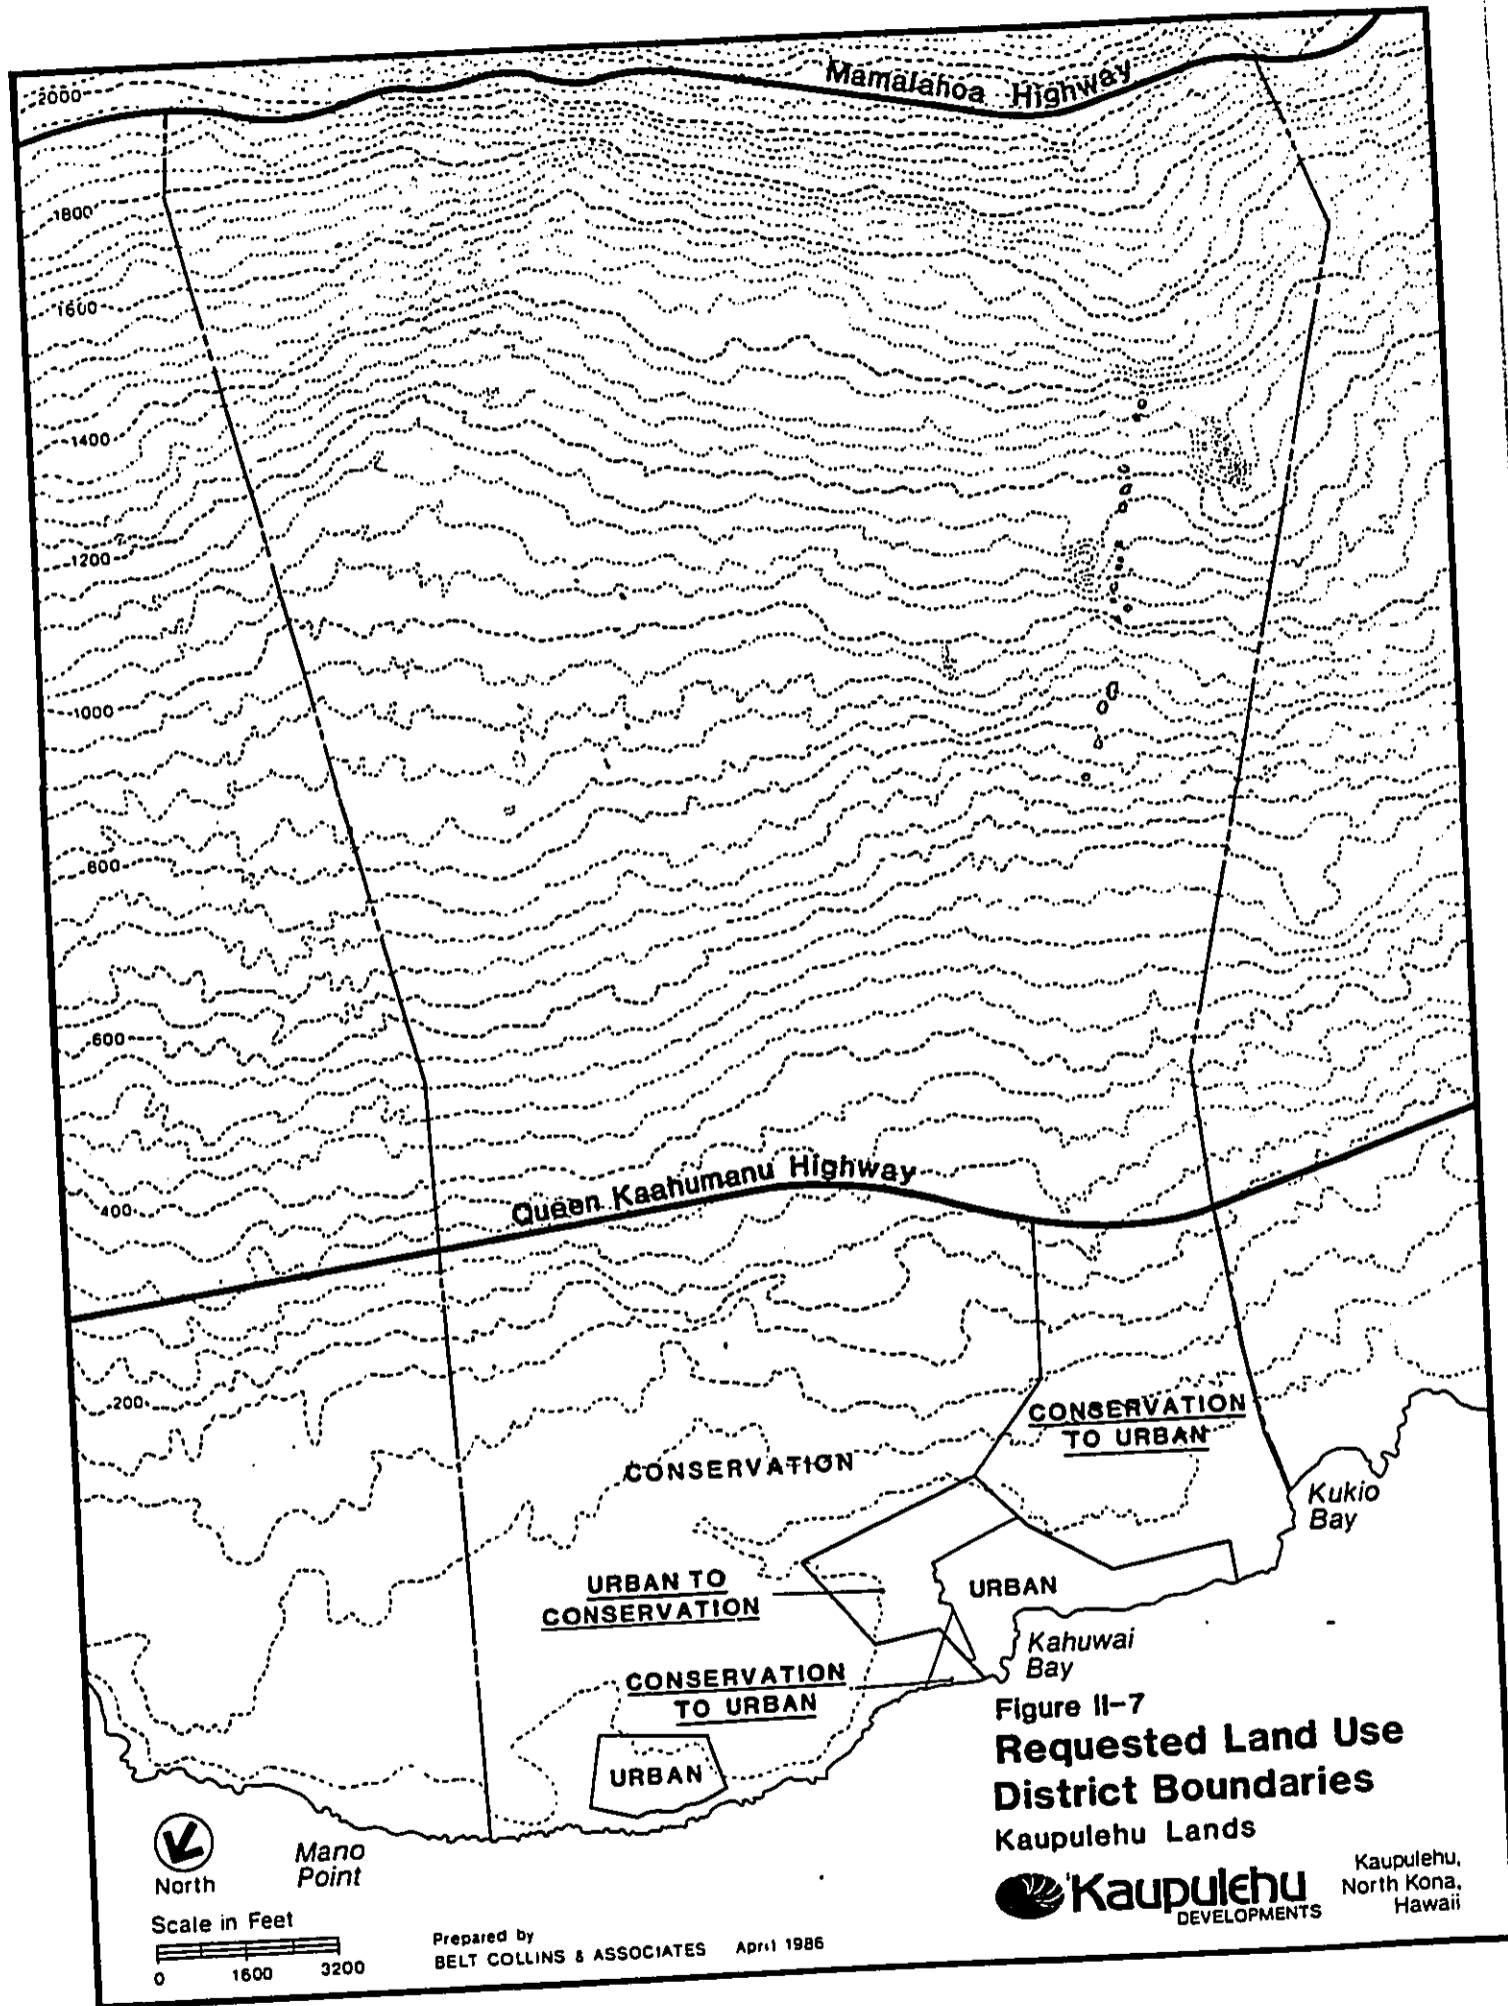 Mamalahoa Highway
2000
1800
1600
1400
1200
1000
800
600
400
200
Queen Kaahumanu Highway
CONSERVATION
TO URBAN
CONSERVATION
Kukio
Bay
URBAN TO
CONSERVATION
URBAN
Kahuwai
Bay
CONSERVATION
TO URBAN
URBAN
Figure II-7
Requested Land Use
District Boundaries
Kaupulehu Lands
'Kaupulehu
DEVELOPMENTS
Kaupulehu,
North Kona,
Hawaii
North
Mano
Point
Scale in Feet
0 1600 3200
Prepared by
BELT COLLINS & ASSOCIATES April 1986